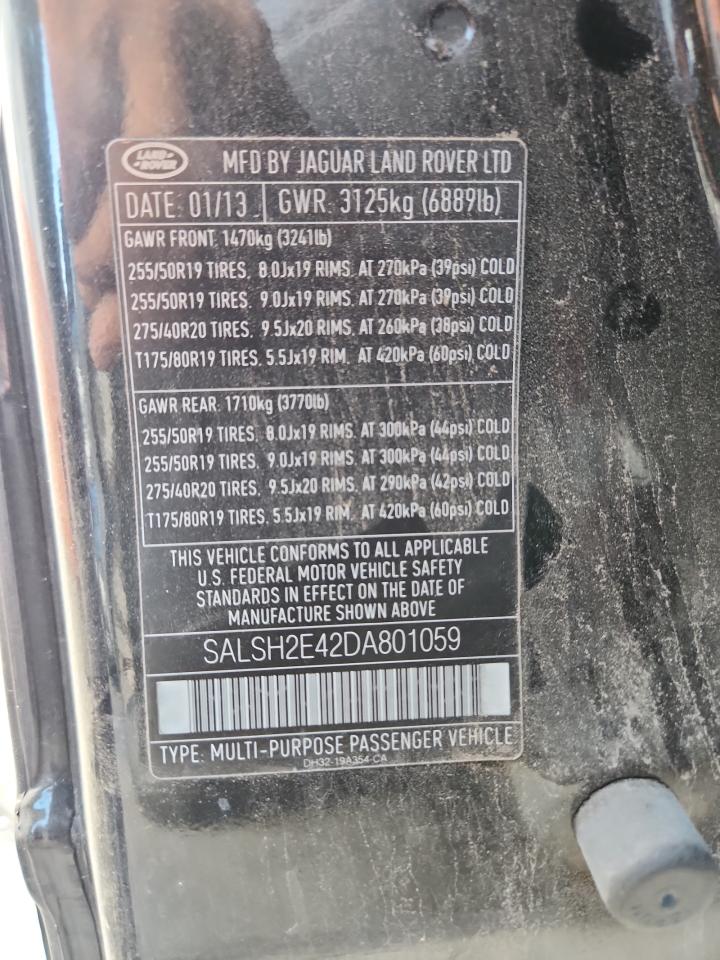 LAND ROVER
MFD BY JAGUAR LAND ROVER LTD
DATE: 01/13 GWR: 3125kg (6889lb)
GAWR FRONT: 1470kg (3241lb)
255/50R19 TIRES, 8.0Jx19 RIMS, AT 270kPa (39psi) COLD
255/50R19 TIRES, 9.0Jx19 RIMS, AT 270kPa (39psi) COLD
275/40R20 TIRES, 9.5Jx20 RIMS, AT 260kPa (38psi) COLD
T175/80R19 TIRES, 5.5Jx19 RIM, AT 420kPa (60psi) COLD
GAWR REAR: 1710kg (3770lb)
255/50R19 TIRES, 8.0Jx19 RIMS, AT 300kPa (44psi) COLD
255/50R19 TIRES, 9.0Jx19 RIMS, AT 300kPa (44psi) COLD
275/40R20 TIRES, 9.5Jx20 RIMS, AT 290kPa (42psi) COLD
T175/80R19 TIRES, 5.5Jx19 RIM, AT 420kPa (60psi) COLD
THIS VEHICLE CONFORMS TO ALL APPLICABLE
U.S. FEDERAL MOTOR VEHICLE SAFETY
STANDARDS IN EFFECT ON THE DATE OF
MANUFACTURE SHOWN ABOVE
SALSH2E42DA801059
TYPE: MULTI-PURPOSE PASSENGER VEHICLE
DH32-19A354-CA